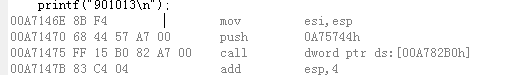 printf("901013\n");
00A7146E 8B F4 mov esi,esp
00A71470 68 44 57 A7 00 push 0A75744h
00A71475 FF 15 B0 82 A7 00 call dword ptr ds:[00A782B0h]
00A7147B 83 C4 04 add esp,4